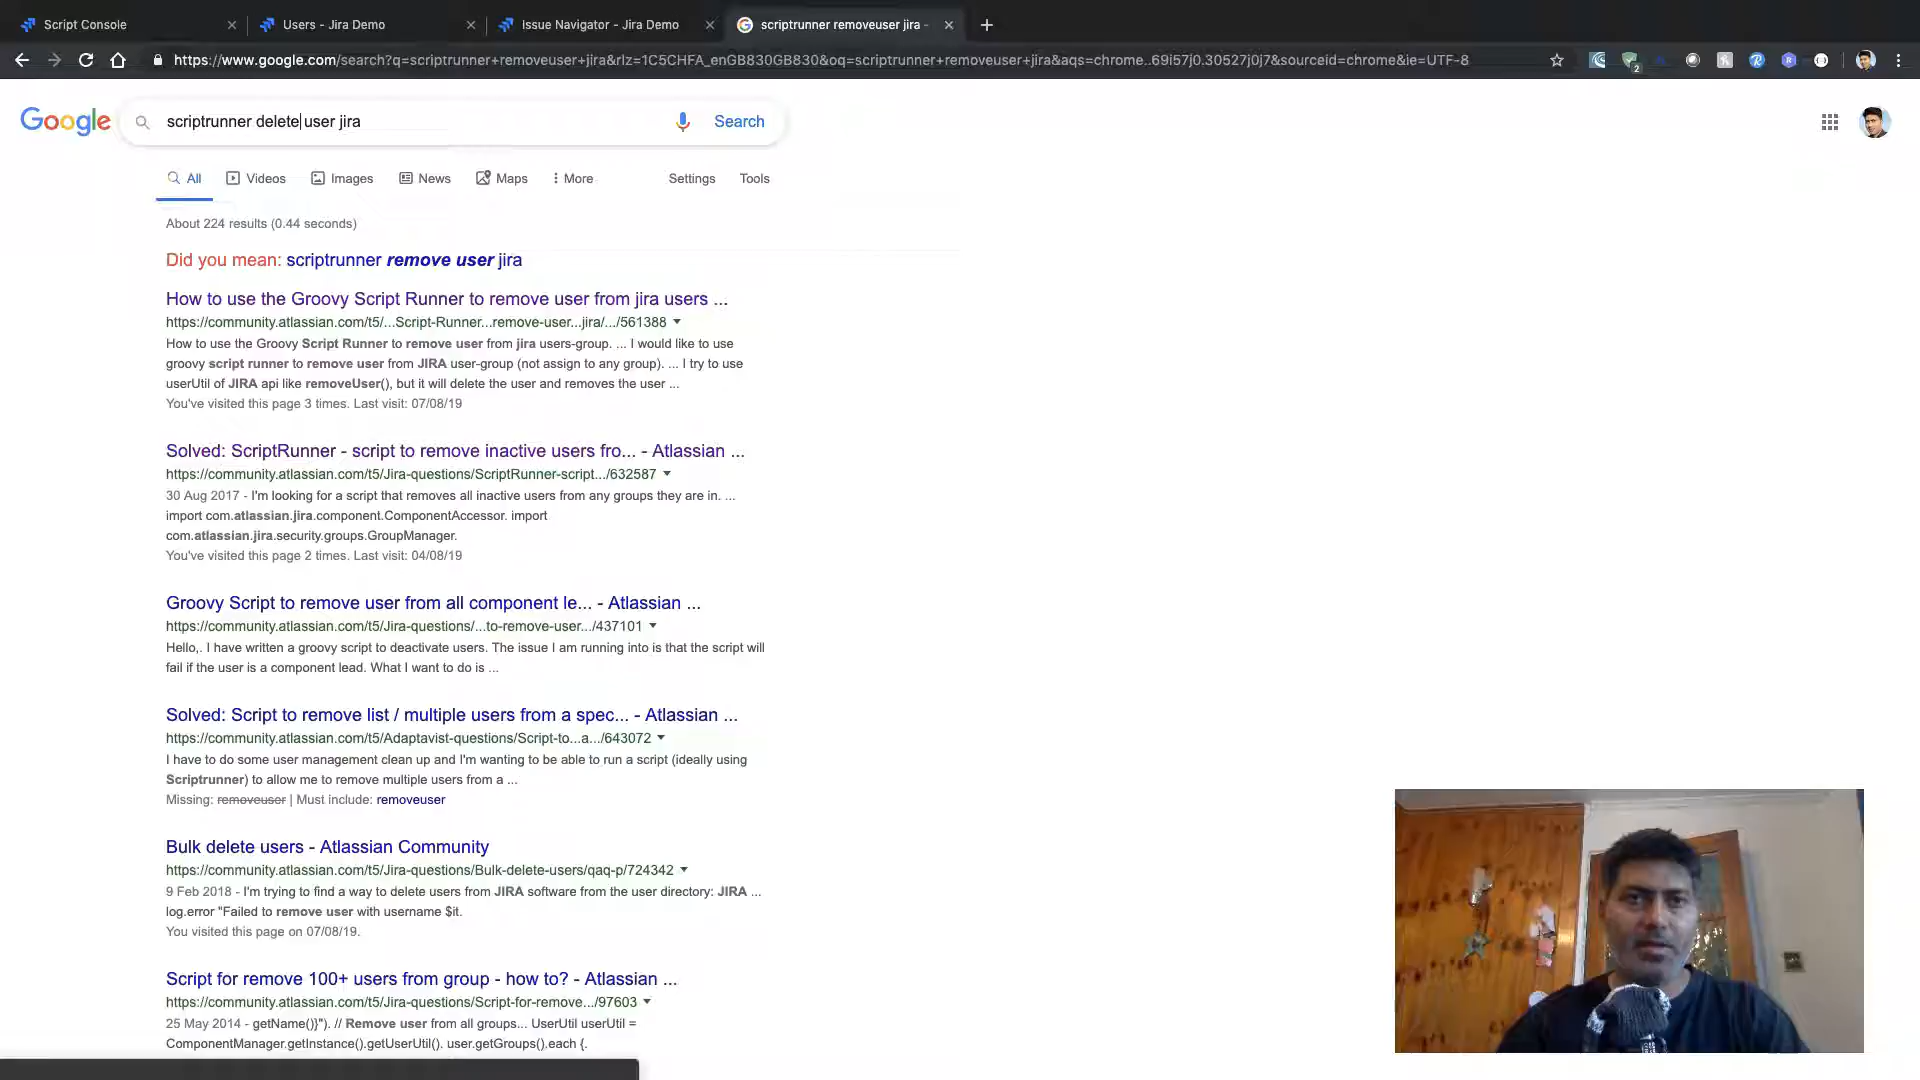 Script Console
Users - Jira Demo
Issue Navigator - Jira Demo
scriptrunner removeuser jira -
https://www.google.com/search?q=scriptrunner+removeuser+jira&rlz=1C5CHFA_enGB830GB830&oq=scriptrunner+removeuser+jira&aqs=chrome..69i57j0.30527j0j7&sourceid=chrome&ie=UTF-8
2
Google
scriptrunner delete user jira
Search
All
Videos
Images
News
Maps
More
Settings
Tools
About 224 results (0.44 seconds)
Did you mean: scriptrunner remove user jira
How to use the Groovy Script Runner to remove user from jira users ...
https://community.atlassian.com/t5/...Script-Runner...remove-user...jira/.../561388
How to use the Groovy Script Runner to remove user from jira users-group. ... I would like to use
groovy script runner to remove user from JIRA user-group (not assign to any group). ... I try to use
userUtil of JIRA api like removeUser(), but it will delete the user and removes the user ...
You've visited this page 3 times. Last visit: 07/08/19
Solved: ScriptRunner - script to remove inactive users fro... - Atlassian ...
https://community.atlassian.com/t5/Jira-questions/ScriptRunner-script.../632587
30 Aug 2017 - I'm looking for a script that removes all inactive users from any groups they are in. ...
import com.atlassian.jira.component.ComponentAccessor. import
com.atlassian.jira.security.groups.GroupManager.
You've visited this page 2 times. Last visit: 04/08/19
Groovy Script to remove user from all component le... - Atlassian ...
https://community.atlassian.com/t5/Jira-questions/...to-remove-user.../437101
Hello,. I have written a groovy script to deactivate users. The issue I am running into is that the script will
fail if the user is a component lead. What I want to do is ...
Solved: Script to remove list / multiple users from a spec... - Atlassian ...
https://community.atlassian.com/t5/Adaptavist-questions/Script-to...a.../643072
I have to do some user management clean up and I'm wanting to be able to run a script (ideally using
Scriptrunner) to allow me to remove multiple users from a ...
Missing: removeuser | Must include: removeuser
Bulk delete users - Atlassian Community
https://community.atlassian.com/t5/Jira-questions/Bulk-delete-users/qaq-p/724342
9 Feb 2018 - I'm trying to find a way to delete users from JIRA software from the user directory: JIRA ...
log.error "Failed to remove user with username $it.
You visited this page on 07/08/19.
Script for remove 100+ users from group - how to? - Atlassian ...
https://community.atlassian.com/t5/Jira-questions/Script-for-remove.../97603
25 May 2014 - getName()}"). // Remove user from all groups... UserUtil userUtil =
ComponentManager.getInstance().getUserUtil(). user.getGroups().each {.